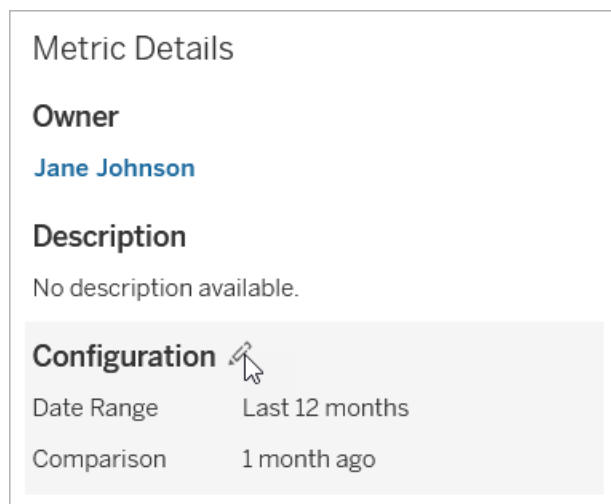 Metric Details
Owner
Jane Johnson
Description
No description available.
Configuration
Date Range Last 12 months
Comparison 1 month ago